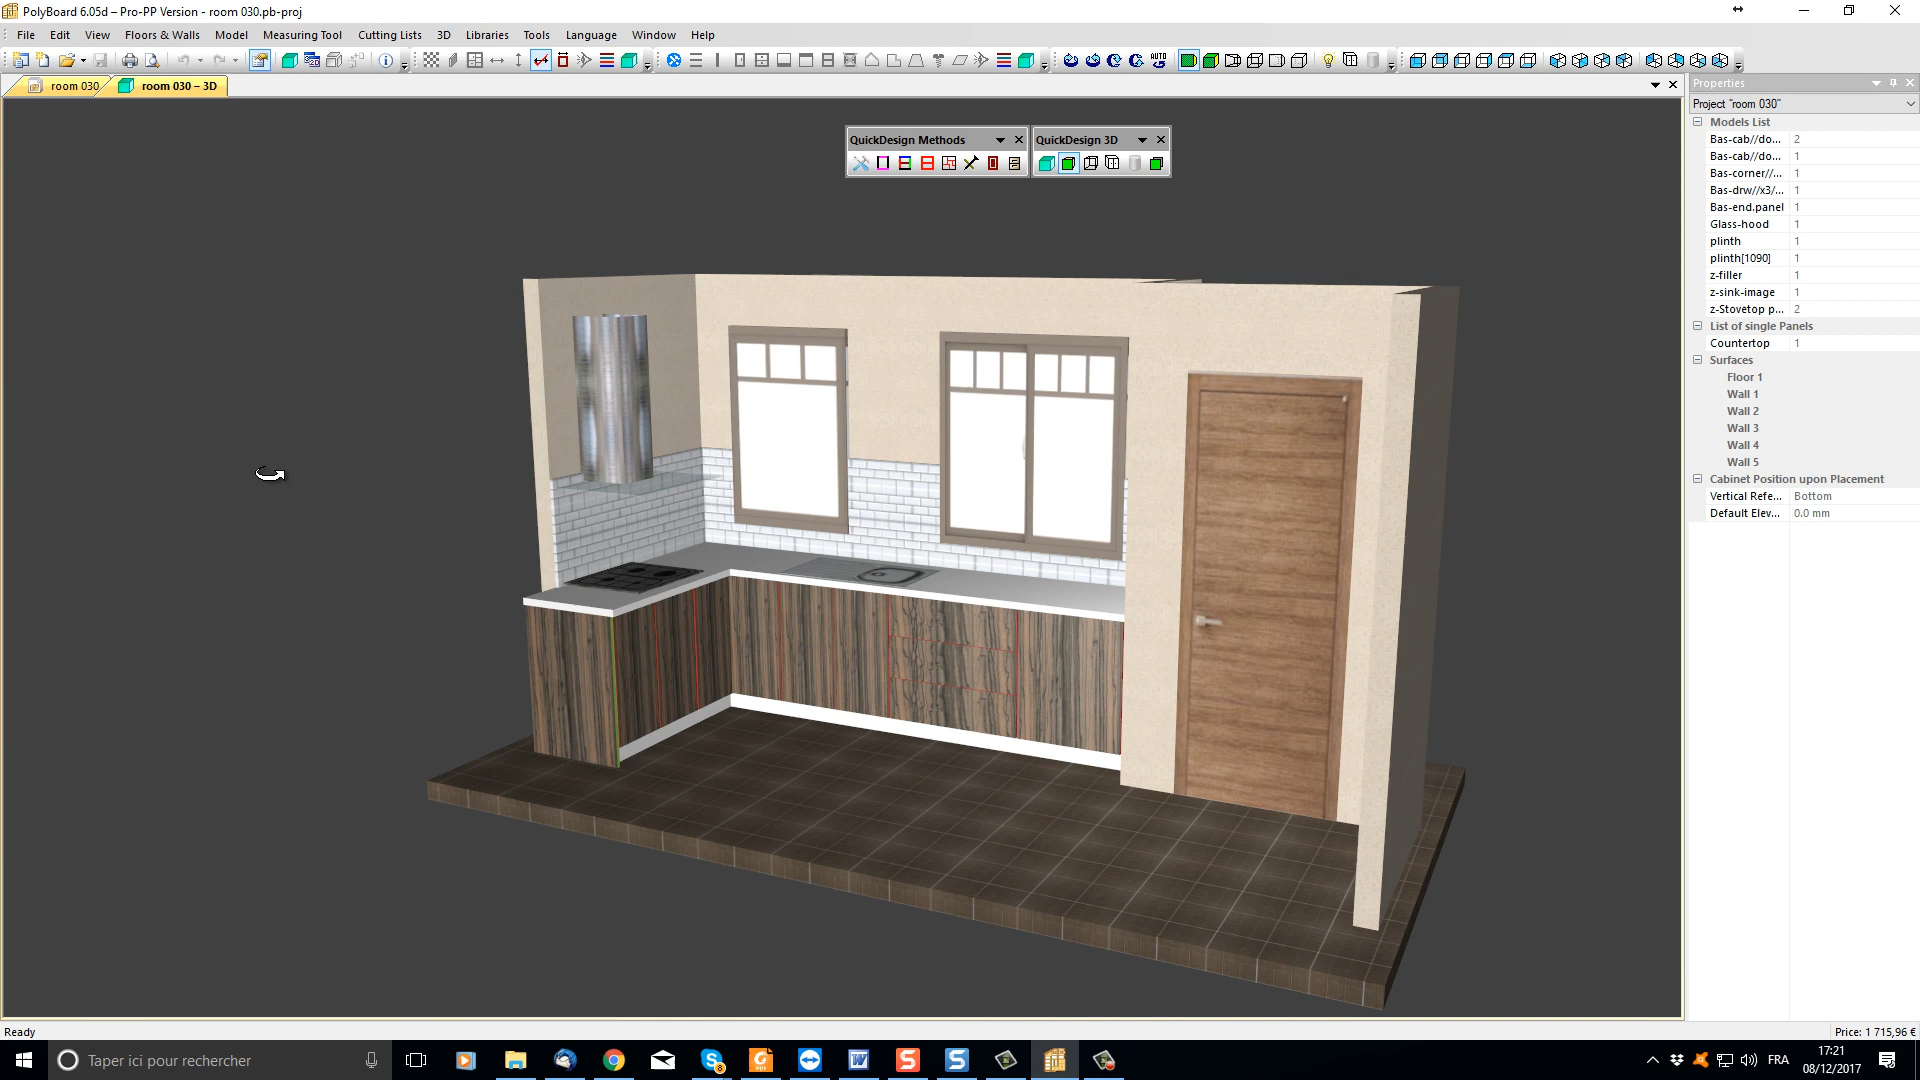 PolyBoard 6.05d – Pro-PP Version - room 030.pb-proj
File Edit View Floors & Walls Model Measuring Tool Cutting Lists 3D Libraries Tools Language Window Help
AUTO
room 030 room 030 – 3D
Properties
Project "room 030"
Models List
Bas-cab//do... 2
Bas-cab//do... 1
Bas-corner//... 1
Bas-drw//x3/... 1
Bas-end.panel 1
Glass-hood 1
plinth 1
plinth[1090] 1
z-filler 1
z-sink-image 1
z-Stovetop p... 2
List of single Panels
Countertop 1
Surfaces
Floor 1
Wall 1
Wall 2
Wall 3
Wall 4
Wall 5
Cabinet Position upon Placement
Vertical Refe... Bottom
Default Elev... 0.0 mm
QuickDesign Methods QuickDesign 3D
Ready Price: 1 715,96 €
Taper ici pour rechercher
8
FRA
17:21
08/12/2017